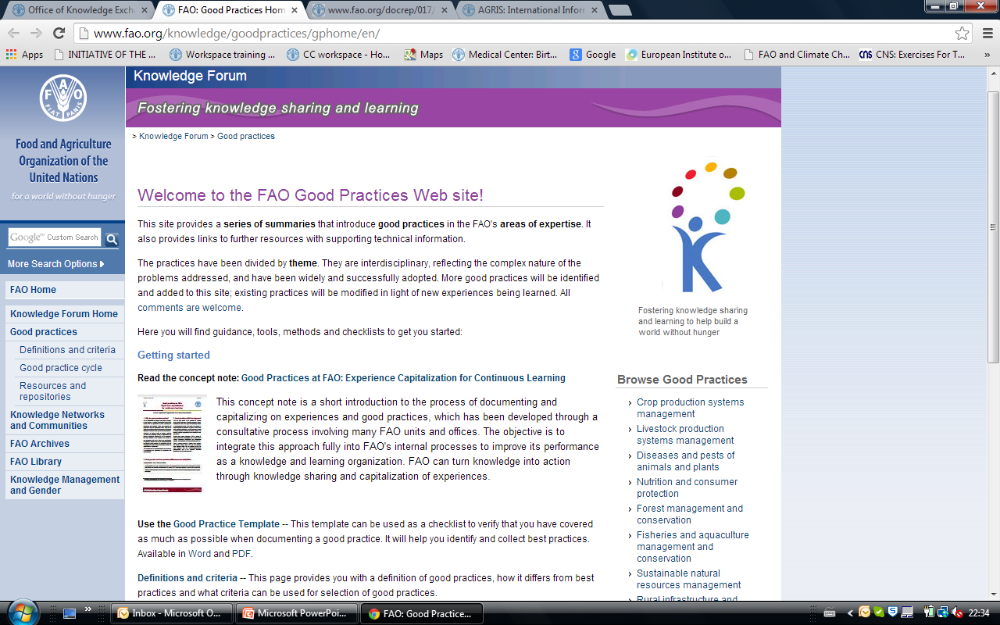 Office of Knowledge Exch
FAO: Good Practices Hom
www.fao.org/docrep/017/
AGRIS: International Infor
www.fao.org/knowledge/goodpractices/gphome/en/
Apps
INITIATIVE OF THE ...
Workspace training ...
CC workspace - Ho...
Maps
Medical Center: Birt...
Google
European Institute o...
FAO and Climate Ch...
CNS: Exercises For T...
»
Knowledge Forum
Fostering knowledge sharing and learning
> Knowledge Forum > Good practices
F A O
FIAT PANIS
Food and Agriculture
Organization of the
United Nations
for a world without hunger
Google™ Custom Search
More Search Options
FAO Home
Knowledge Forum Home
Good practices
Definitions and criteria
Good practice cycle
Resources and
repositories
Knowledge Networks
and Communities
FAO Archives
FAO Library
Knowledge Management
and Gender
Welcome to the FAO Good Practices Web site!
This site provides a series of summaries that introduce good practices in the FAO's areas of expertise. It
also provides links to further resources with supporting technical information.
The practices have been divided by theme. They are interdisciplinary, reflecting the complex nature of the
problems addressed, and have been widely and successfully adopted. More good practices will be identified
and added to this site; existing practices will be modified in light of new experiences being learned. All
comments are welcome.
Here you will find guidance, tools, methods and checklists to get you started:
Getting started
Read the concept note: Good Practices at FAO: Experience Capitalization for Continuous Learning
This concept note is a short introduction to the process of documenting and
capitalizing on experiences and good practices, which has been developed through a
consultative process involving many FAO units and offices. The objective is to
integrate this approach fully into FAO's internal processes to improve its performance
as a knowledge and learning organization. FAO can turn knowledge into action
through knowledge sharing and capitalization of experiences.
Use the Good Practice Template -- This template can be used as a checklist to verify that you have covered
as much as possible when documenting a good practice. It will help you identify and collect best practices.
Available in Word and PDF.
Definitions and criteria -- This page provides you with a definition of good practices, how it differs from best
practices and what criteria can be used for selection of good practices.
Fostering knowledge sharing
and learning to help build a
world without hunger
Browse Good Practices
Crop production systems
management
Livestock production
systems management
Diseases and pests of
animals and plants
Nutrition and consumer
protection
Forest management and
conservation
Fisheries and aquaculture
management and
conservation
Sustainable natural
resources management
Rural infrastructure and
Inbox - Microsoft O...
Microsoft PowerPoi...
FAO: Good Practice...
22:34